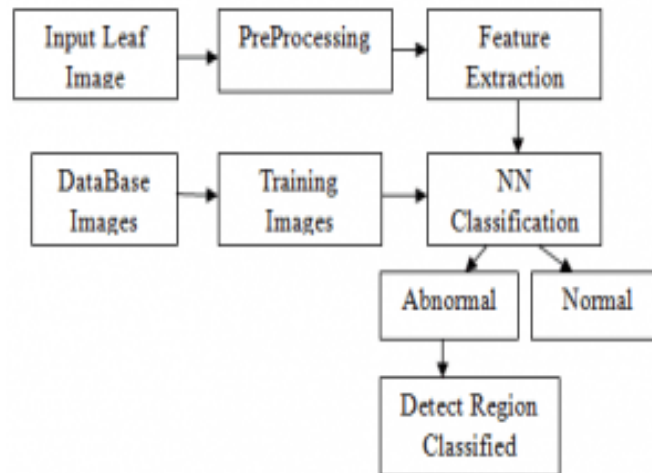 Input Leaf
Image
PreProcessing
Feature
Extraction
DataBase
Images
Training
Images
NN
Classification
Abnormal
Normal
Detect Region
Classified